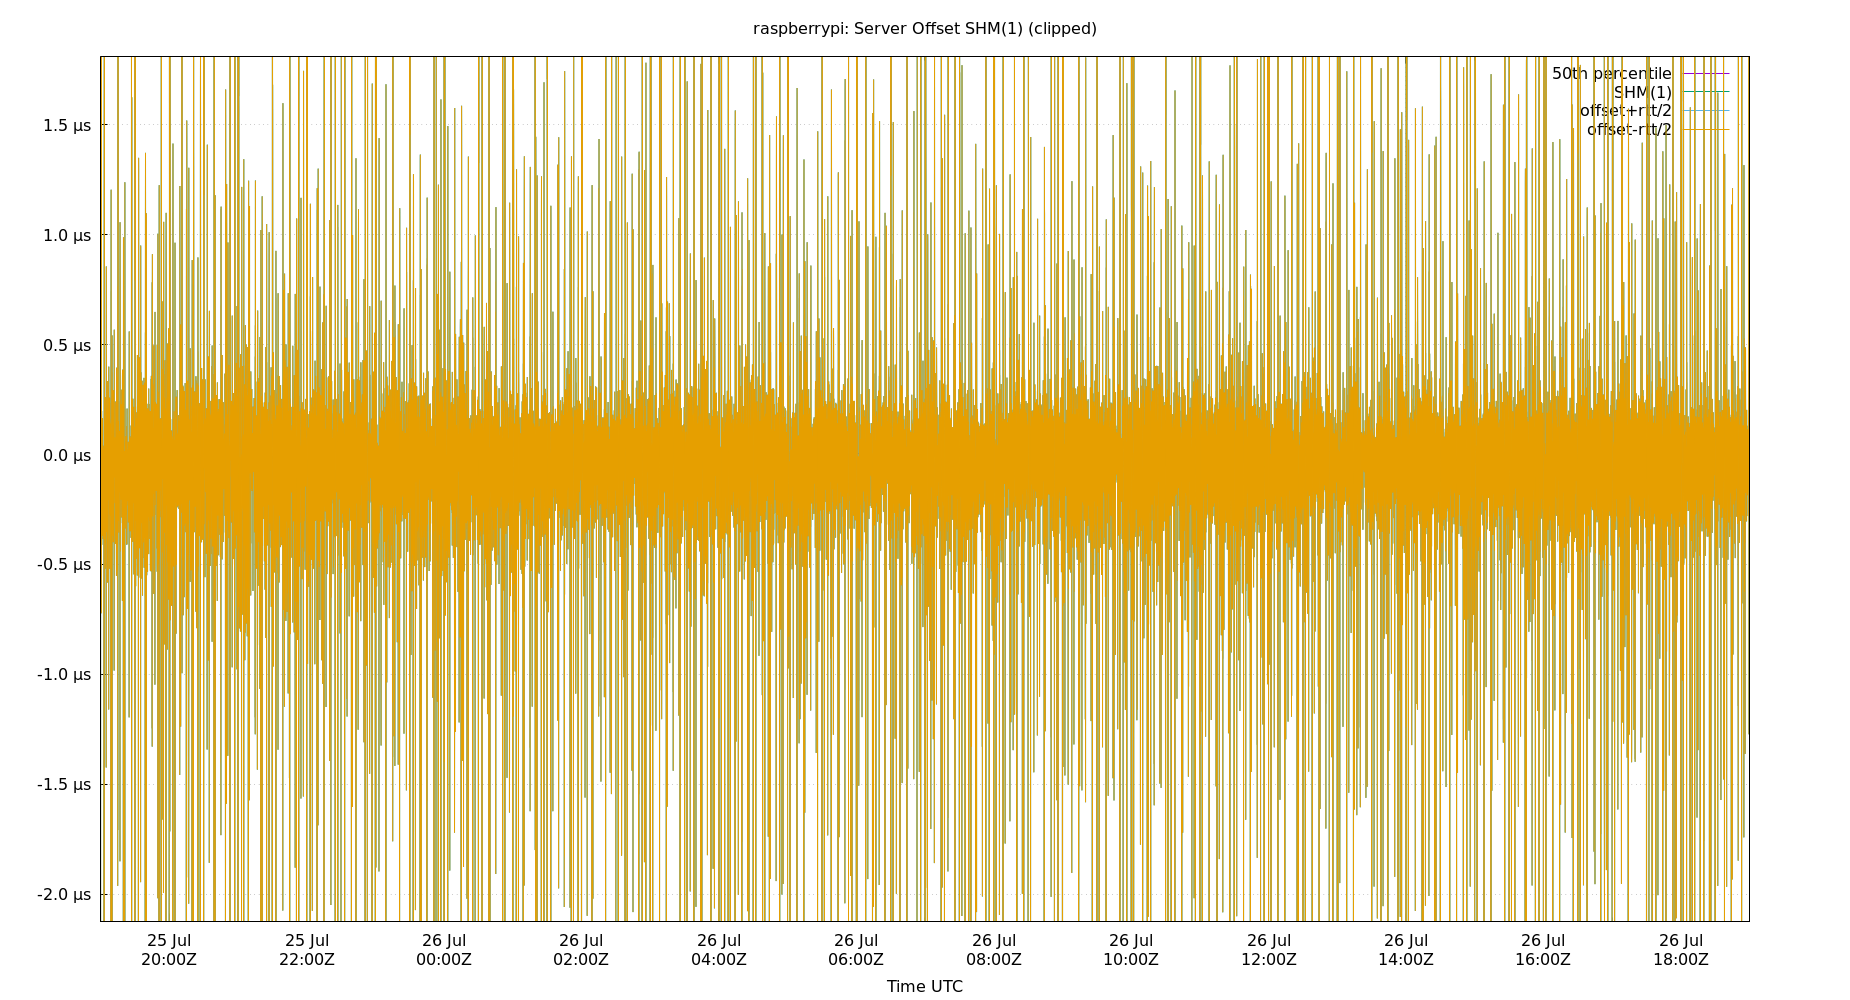 raspberrypi: Server Offset SHM(1) (clipped)
50th percentile
SHM(1)
offset+rtt/2
offset-rtt/2
1.5 µs
1.0 µs
0.5 µs
0.0 µs
-0.5 µs
-1.0 µs
-1.5 µs
-2.0 µs
25 Jul 25 Jul 26 Jul 26 Jul 26 Jul 26 Jul 26 Jul 26 Jul 26 Jul 26 Jul 26 Jul 26 Jul
20:00Z 22:00Z 00:00Z 02:00Z 04:00Z 06:00Z 08:00Z 10:00Z 12:00Z 14:00Z 16:00Z 18:00Z
Time UTC